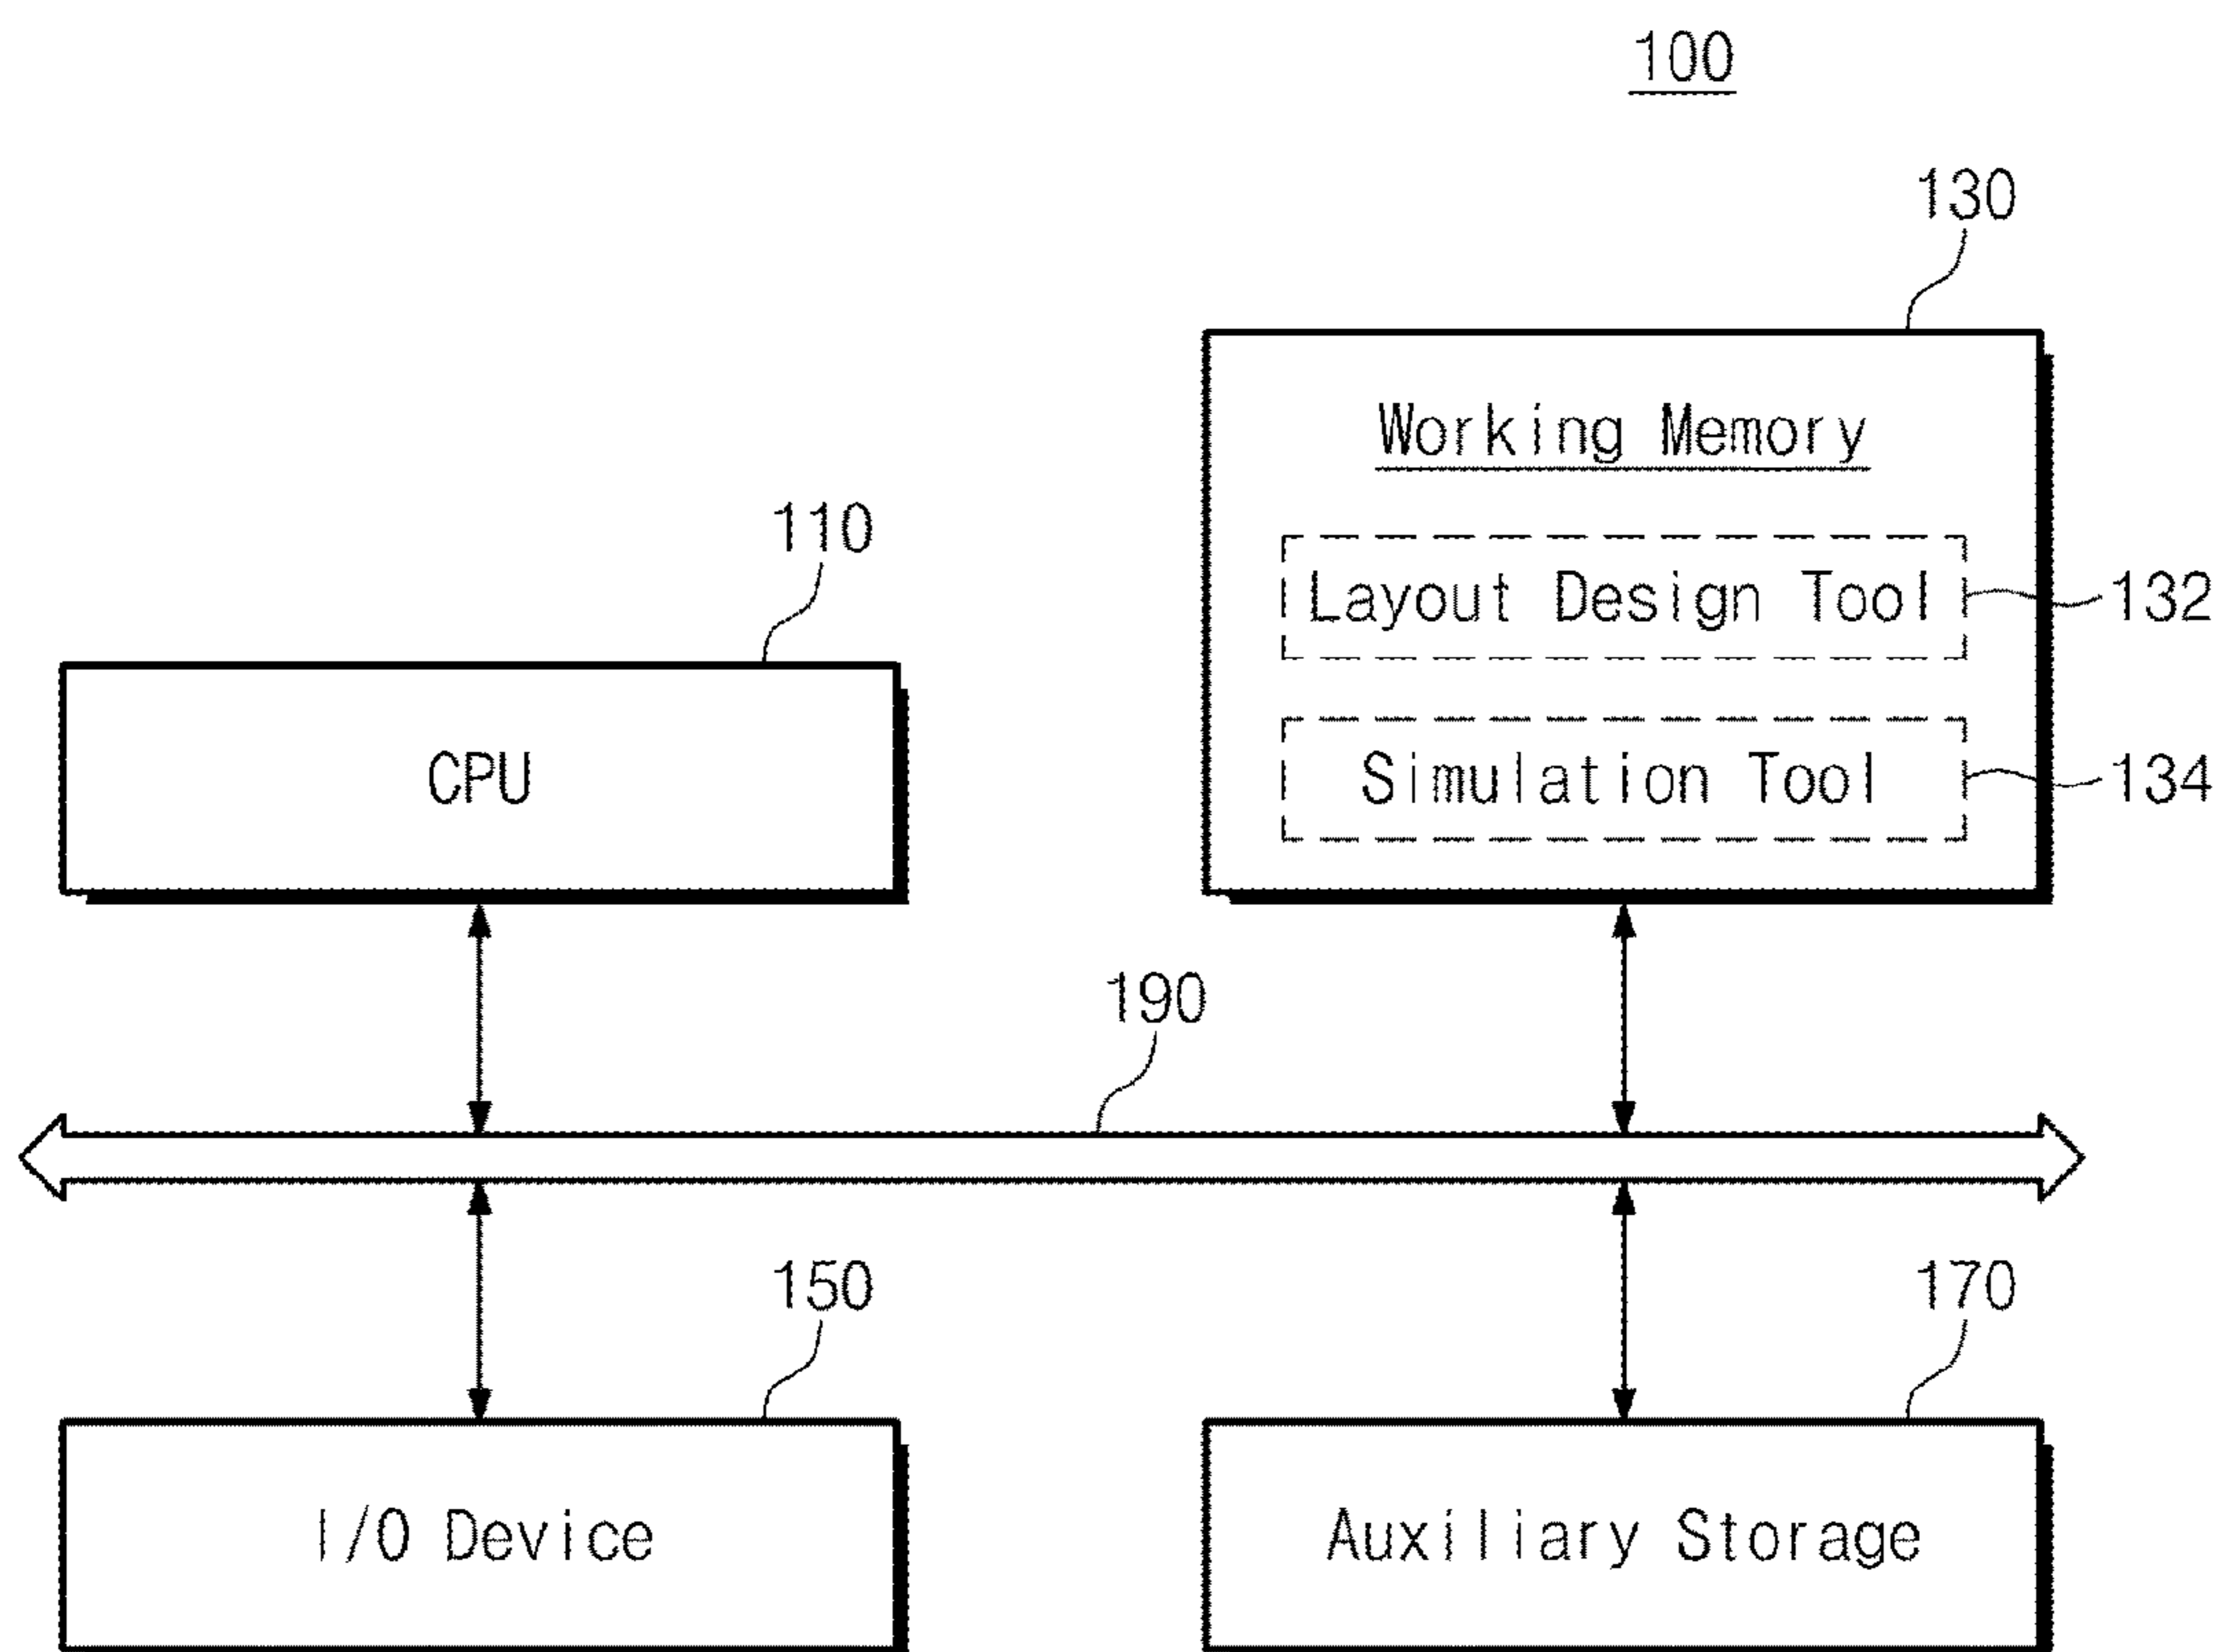 100
130
Working Memory
110
Layout Design Tool
132
CPU
Simulation Tool
134
190
150
170
I/O Device
Auxiliary Storage